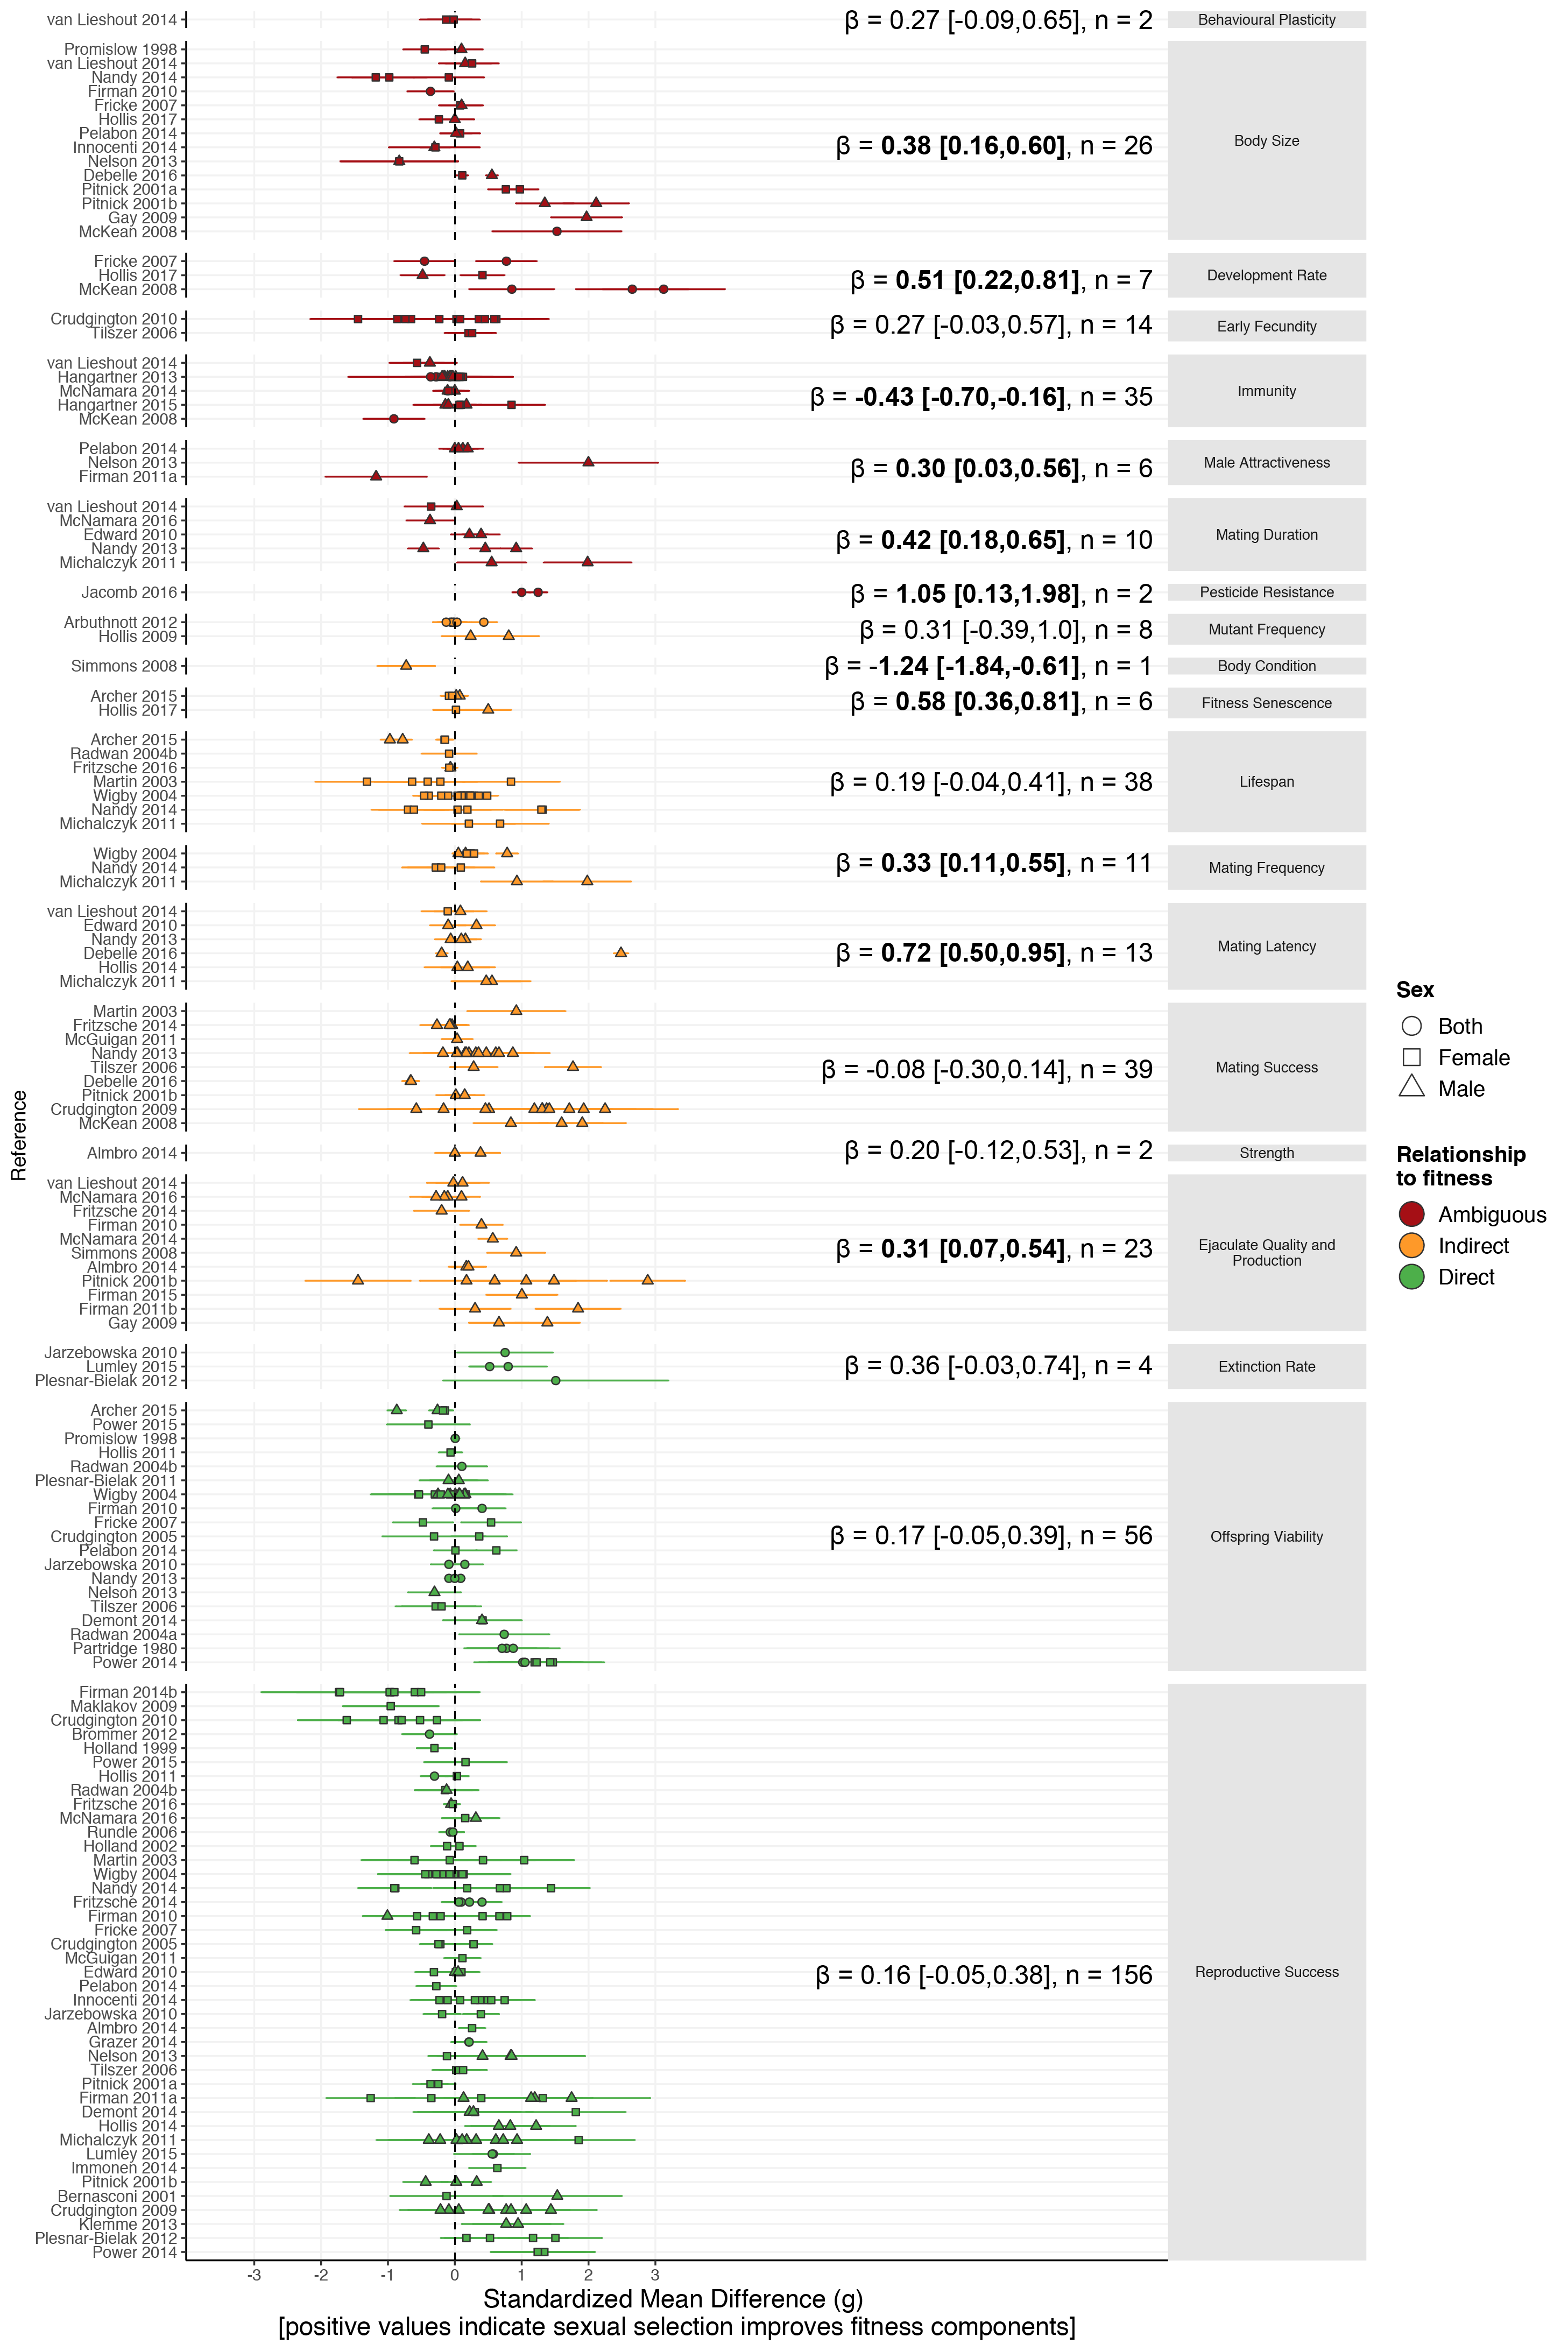 van Lieshout 2014
β = 0.27 [-0.09,0.65], n = 2
Behavioural Plasticity
Promislow 1998
van Lieshout 2014
Nandy 2014
Firman 2010
Fricke 2007
Hollis 2017
Pelabon 2014
Innocenti 2014
Nelson 2013
Debelle 2016
Pitnick 2001a
Pitnick 2001b
Gay 2009
McKean 2008
β = 0.38 [0.16,0.60], n = 26
Body Size
Fricke 2007
Hollis 2017
McKean 2008
β = 0.51 [0.22,0.81], n = 7
Development Rate
Crudgington 2010
Tilszer 2006
β = 0.27 [-0.03,0.57], n = 14
Early Fecundity
van Lieshout 2014
Hangartner 2013
McNamara 2014
Hangartner 2015
McKean 2008
β = -0.43 [-0.70,-0.16], n = 35
Immunity
Pelabon 2014
Nelson 2013
Firman 2011a
β = 0.30 [0.03,0.56], n = 6
Male Attractiveness
van Lieshout 2014
McNamara 2016
Edward 2010
Nandy 2013
Michalczyk 2011
β = 0.42 [0.18,0.65], n = 10
Mating Duration
Jacomb 2016
β = 1.05 [0.13,1.98], n = 2
Pesticide Resistance
Arbuthnott 2012
Hollis 2009
β = 0.31 [-0.39,1.0], n = 8
Mutant Frequency
Simmons 2008
β = -1.24 [-1.84,-0.61], n = 1
Body Condition
Archer 2015
Hollis 2017
β = 0.58 [0.36,0.81], n = 6
Fitness Senescence
Archer 2015
Radwan 2004b
Fritzsche 2016
Martin 2003
Wigby 2004
Nandy 2014
Michalczyk 2011
β = 0.19 [-0.04,0.41], n = 38
Lifespan
Wigby 2004
Nandy 2014
Michalczyk 2011
β = 0.33 [0.11,0.55], n = 11
Mating Frequency
van Lieshout 2014
Edward 2010
Nandy 2013
Debelle 2016
Hollis 2014
Michalczyk 2011
β = 0.72 [0.50,0.95], n = 13
Mating Latency
Martin 2003
Fritzsche 2014
McGuigan 2011
Nandy 2013
Tilszer 2006
Debelle 2016
Pitnick 2001b
Crudgington 2009
McKean 2008
β = -0.08 [-0.30,0.14], n = 39
Mating Success
Almbro 2014
β = 0.20 [-0.12,0.53], n = 2
Strength
van Lieshout 2014
McNamara 2016
Fritzsche 2014
Firman 2010
McNamara 2014
Simmons 2008
Almbro 2014
Pitnick 2001b
Firman 2015
Firman 2011b
Gay 2009
β = 0.31 [0.07,0.54], n = 23
Ejaculate Quality and
Production
Jarzebowska 2010
Lumley 2015
Plesnar-Bielak 2012
β = 0.36 [-0.03,0.74], n = 4
Extinction Rate
Archer 2015
Power 2015
Promislow 1998
Hollis 2011
Radwan 2004b
Plesnar-Bielak 2011
Wigby 2004
Firman 2010
Fricke 2007
Crudgington 2005
Pelabon 2014
Jarzebowska 2010
Nandy 2013
Nelson 2013
Tilszer 2006
Demont 2014
Radwan 2004a
Partridge 1980
Power 2014
β = 0.17 [-0.05,0.39], n = 56
Offspring Viability
Firman 2014b
Maklakov 2009
Crudgington 2010
Brommer 2012
Holland 1999
Power 2015
Hollis 2011
Radwan 2004b
Fritzsche 2016
McNamara 2016
Rundle 2006
Holland 2002
Martin 2003
Wigby 2004
Nandy 2014
Fritzsche 2014
Firman 2010
Fricke 2007
Crudgington 2005
McGuigan 2011
Edward 2010
Pelabon 2014
Innocenti 2014
Jarzebowska 2010
Almbro 2014
Grazer 2014
Nelson 2013
Tilszer 2006
Pitnick 2001a
Firman 2011a
Demont 2014
Hollis 2014
Michalczyk 2011
Lumley 2015
Immonen 2014
Pitnick 2001b
Bernasconi 2001
Crudgington 2009
Klemme 2013
Plesnar-Bielak 2012
Power 2014
β = 0.16 [-0.05,0.38], n = 156
Reproductive Success
Reference
-3 -2 -1 0 1 2 3
Standardized Mean Difference (g)
[positive values indicate sexual selection improves fitness components]
Sex
Both
Female
Male
Relationship
to fitness
Ambiguous
Indirect
Direct